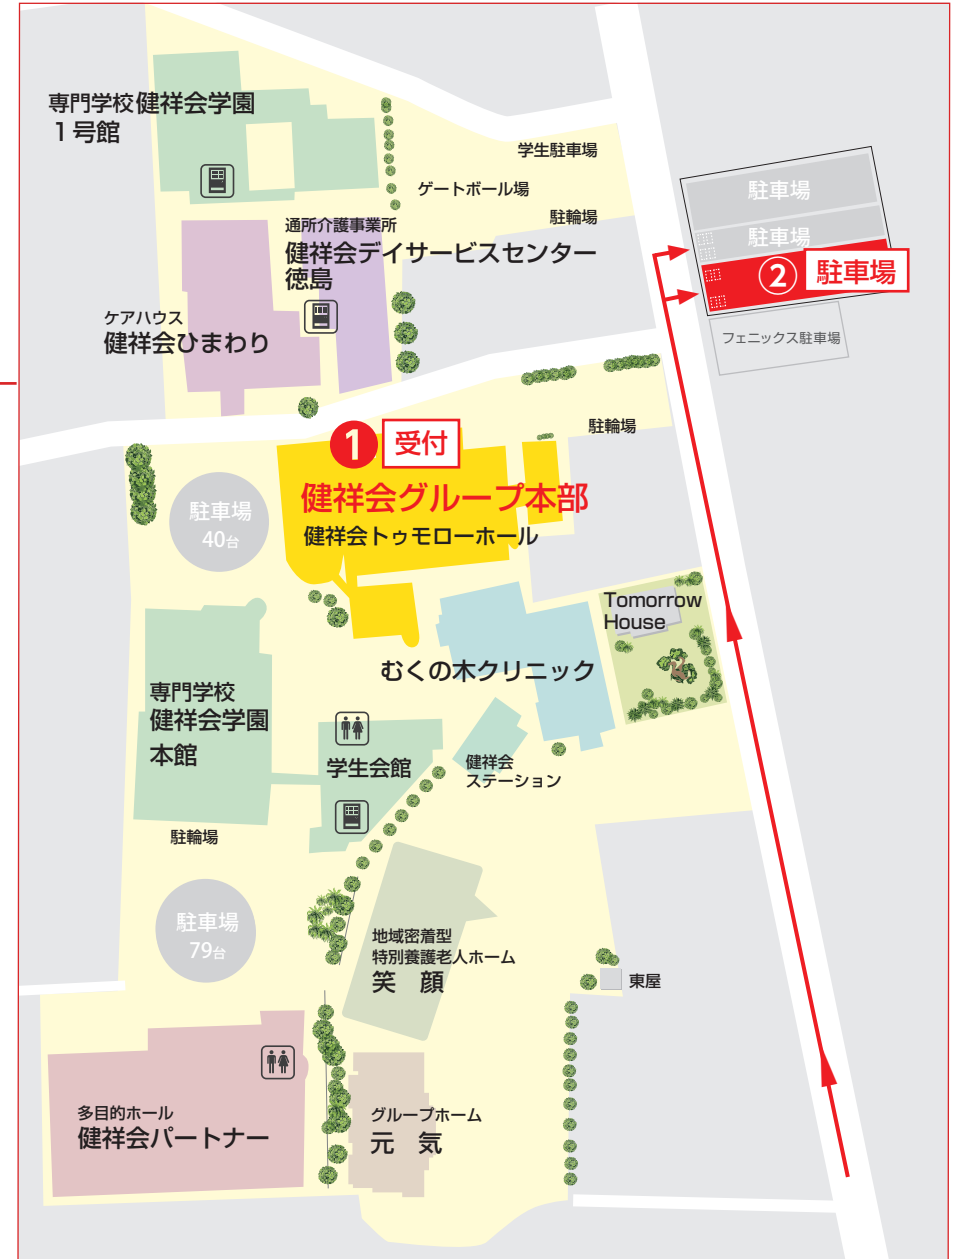 専門学校健祥会学園
1号館
学生駐車場
ゲートボール場
駐輪場
通所介護事業所
健祥会デイサービスセンター
徳島
ケアハウス
健祥会ひまわり
駐車場
駐車場
② 駐車場
フェニックス駐車場
❶ 受付
健祥会グループ本部
健祥会トゥモローホール
駐輪場
駐車場
40台
Tomorrow
House
むくの木クリニック
専門学校
健祥会学園
本館
学生会館
健祥会
ステーション
駐輪場
駐車場
79台
地域密着型
特別養護老人ホーム
笑 顔
東屋
多目的ホール
健祥会パートナー
グループホーム
元 気